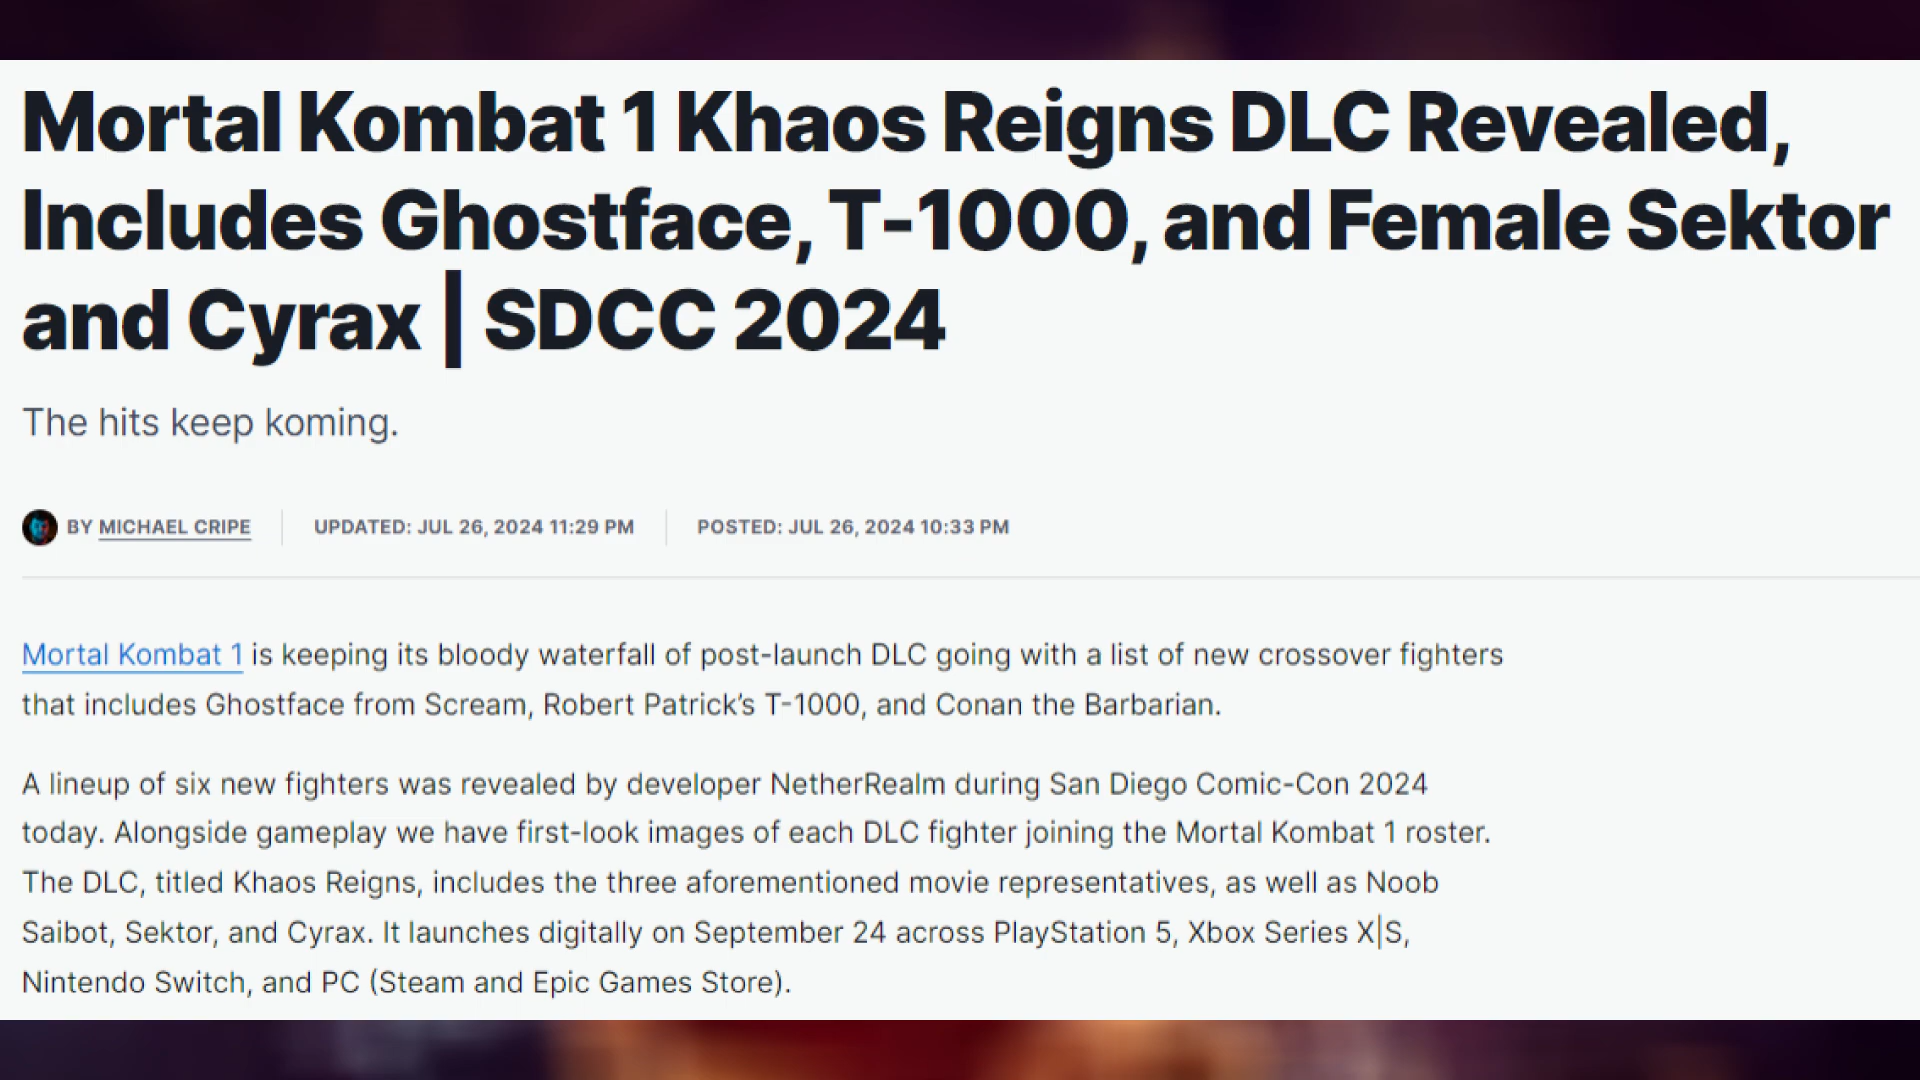 Mortal Kombat 1 Khaos Reigns DLC Revealed,
Includes Ghostface, T-1000, and Female Sektor
and Cyrax | SDCC 2024
The hits keep koming.
BY MICHAEL CRIPE UPDATED: JUL 26, 2024 11:29 PM POSTED: JUL 26, 2024 10:33 PM
Mortal Kombat 1 is keeping its bloody waterfall of post-launch DLC going with a list of new crossover fighters
that includes Ghostface from Scream, Robert Patrick’s T-1000, and Conan the Barbarian.
A lineup of six new fighters was revealed by developer NetherRealm during San Diego Comic-Con 2024
today. Alongside gameplay we have first-look images of each DLC fighter joining the Mortal Kombat 1 roster.
The DLC, titled Khaos Reigns, includes the three aforementioned movie representatives, as well as Noob
Saibot, Sektor, and Cyrax. It launches digitally on September 24 across PlayStation 5, Xbox Series X|S,
Nintendo Switch, and PC (Steam and Epic Games Store).